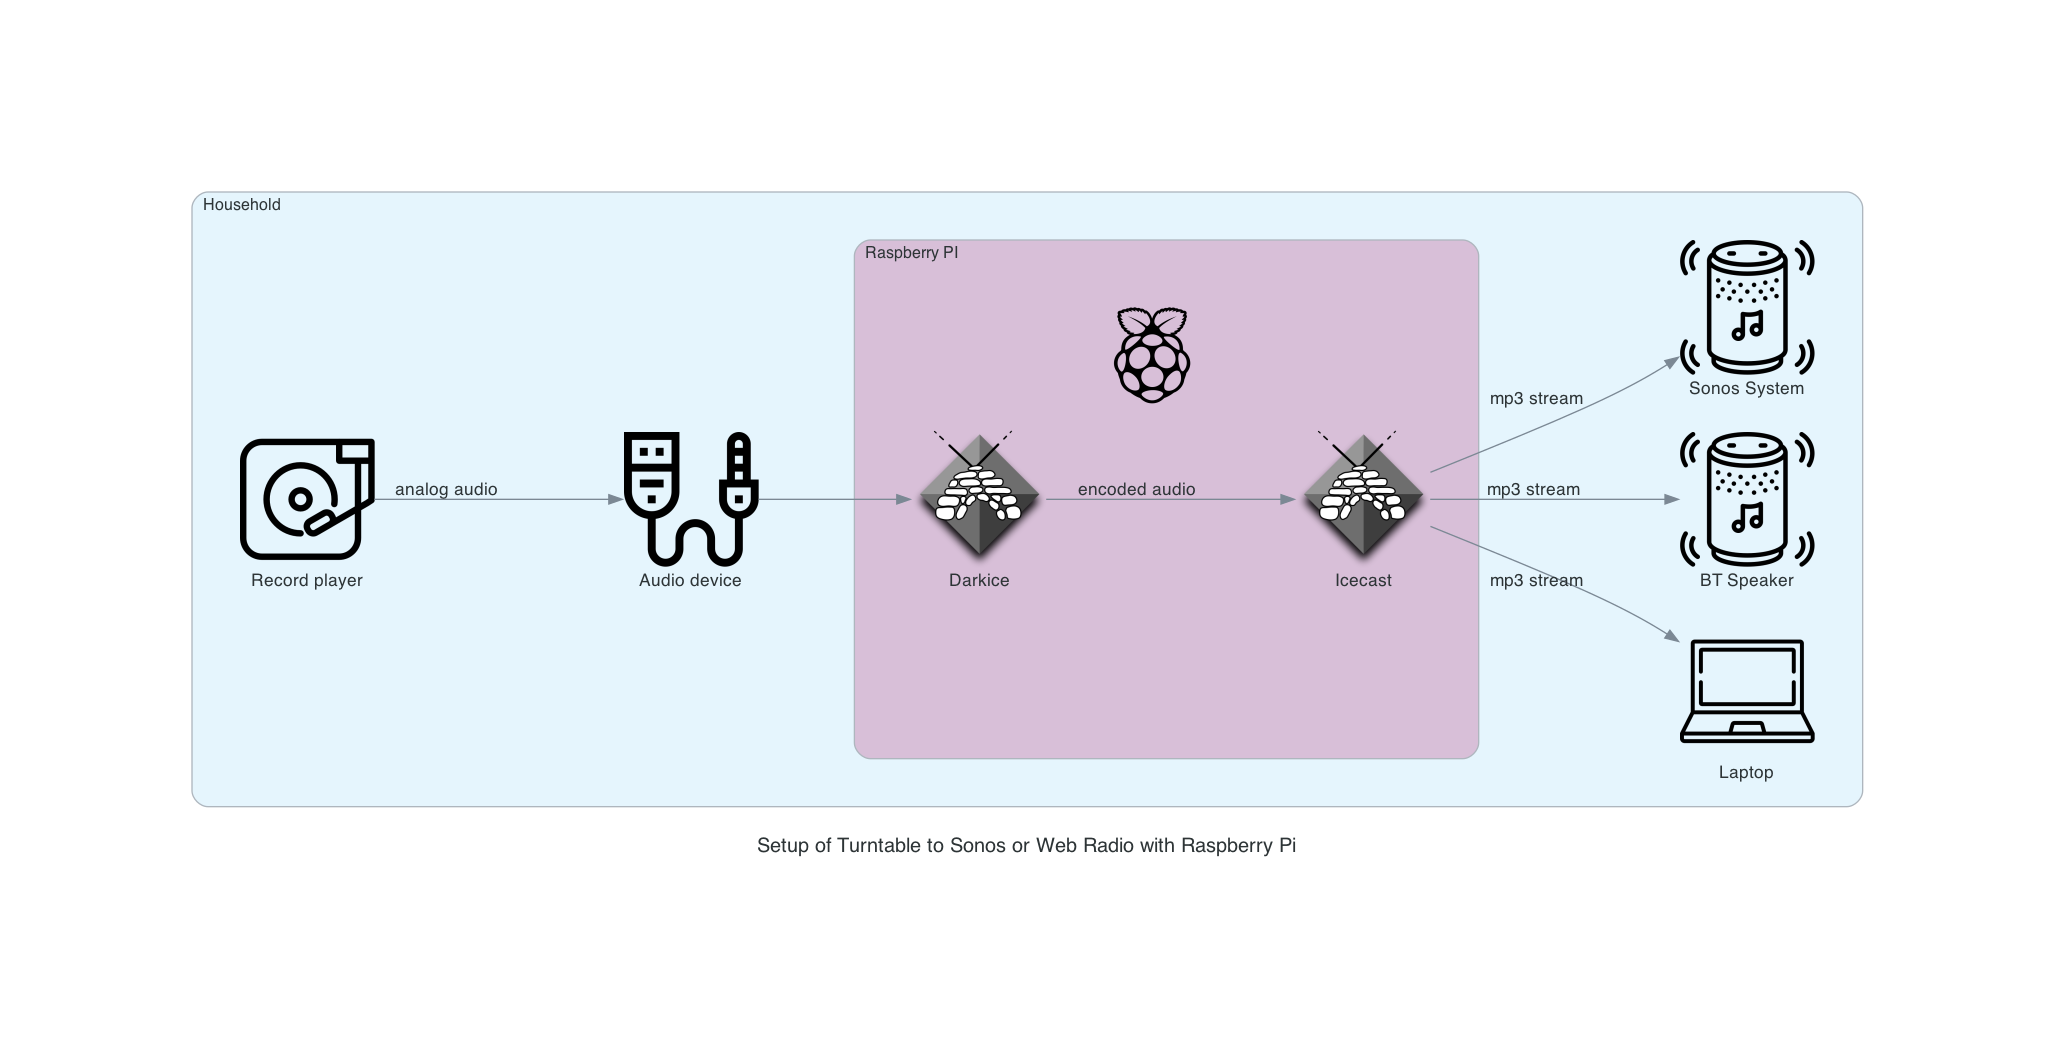 Household
Raspberry PI
Sonos System
mp3 stream
analog audio
encoded audio
mp3 stream
Record player
Audio device
Darkice
Icecast
mp3 stream
BT Speaker
Laptop
Setup of Turntable to Sonos or Web Radio with Raspberry Pi